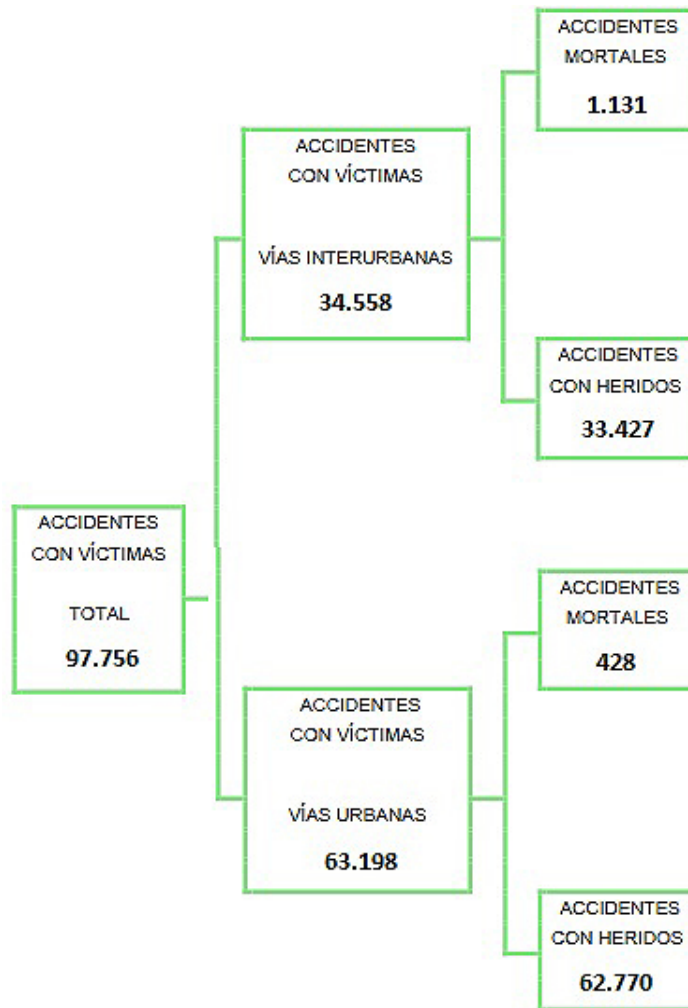 ACCIDENTES
MORTALES
1.131
ACCIDENTES
CON VÍCTIMAS
VÍAS INTERURBANAS
34.558
ACCIDENTES
CON HERIDOS
33.427
ACCIDENTES
CON VÍCTIMAS
TOTAL
97.756
ACCIDENTES
MORTALES
428
ACCIDENTES
CON VÍCTIMAS
VÍAS URBANAS
63.198
ACCIDENTES
CON HERIDOS
62.770